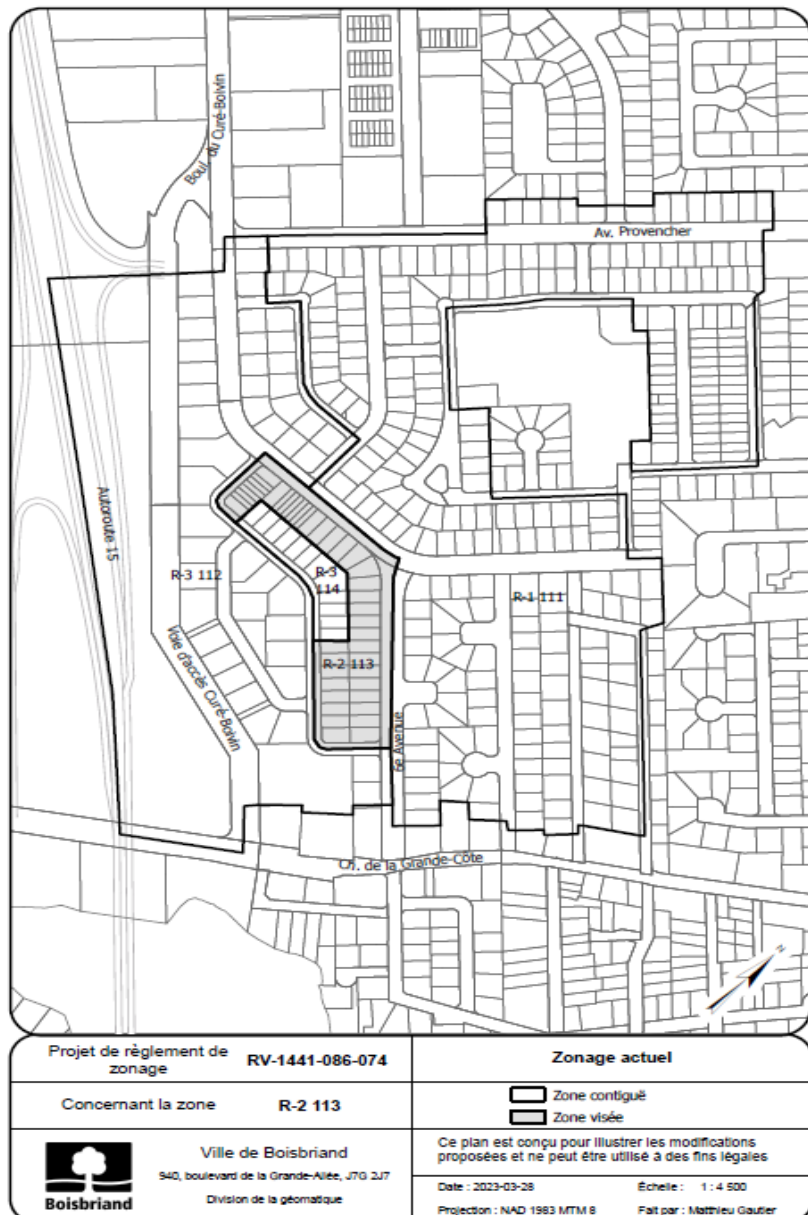 Boul. du Curé-Boivin
Av. Provencher
Autoroute 15
R-3 112
R-3
114
R-1 111
R-2 113
Voie d'accès Curé-Boivin
6e Avenue
Ch. de la Grande-Côte
N
Projet de règlement de
zonage
RV-1441-086-074
Zonage actuel
Concernant la zone
R-2 113
Zone contiguë
Zone visée
Boisbriand
Ville de Boisbriand
940, boulevard de la Grande-Allée, J7G 2J7
Division de la géomatique
Ce plan est conçu pour illustrer les modifications
proposées et ne peut être utilisé à des fins légales
Date : 2023-03-28
Échelle : 1 : 4 500
Projection : NAD 1983 MTM 8
Fait par : Matthieu Gautier